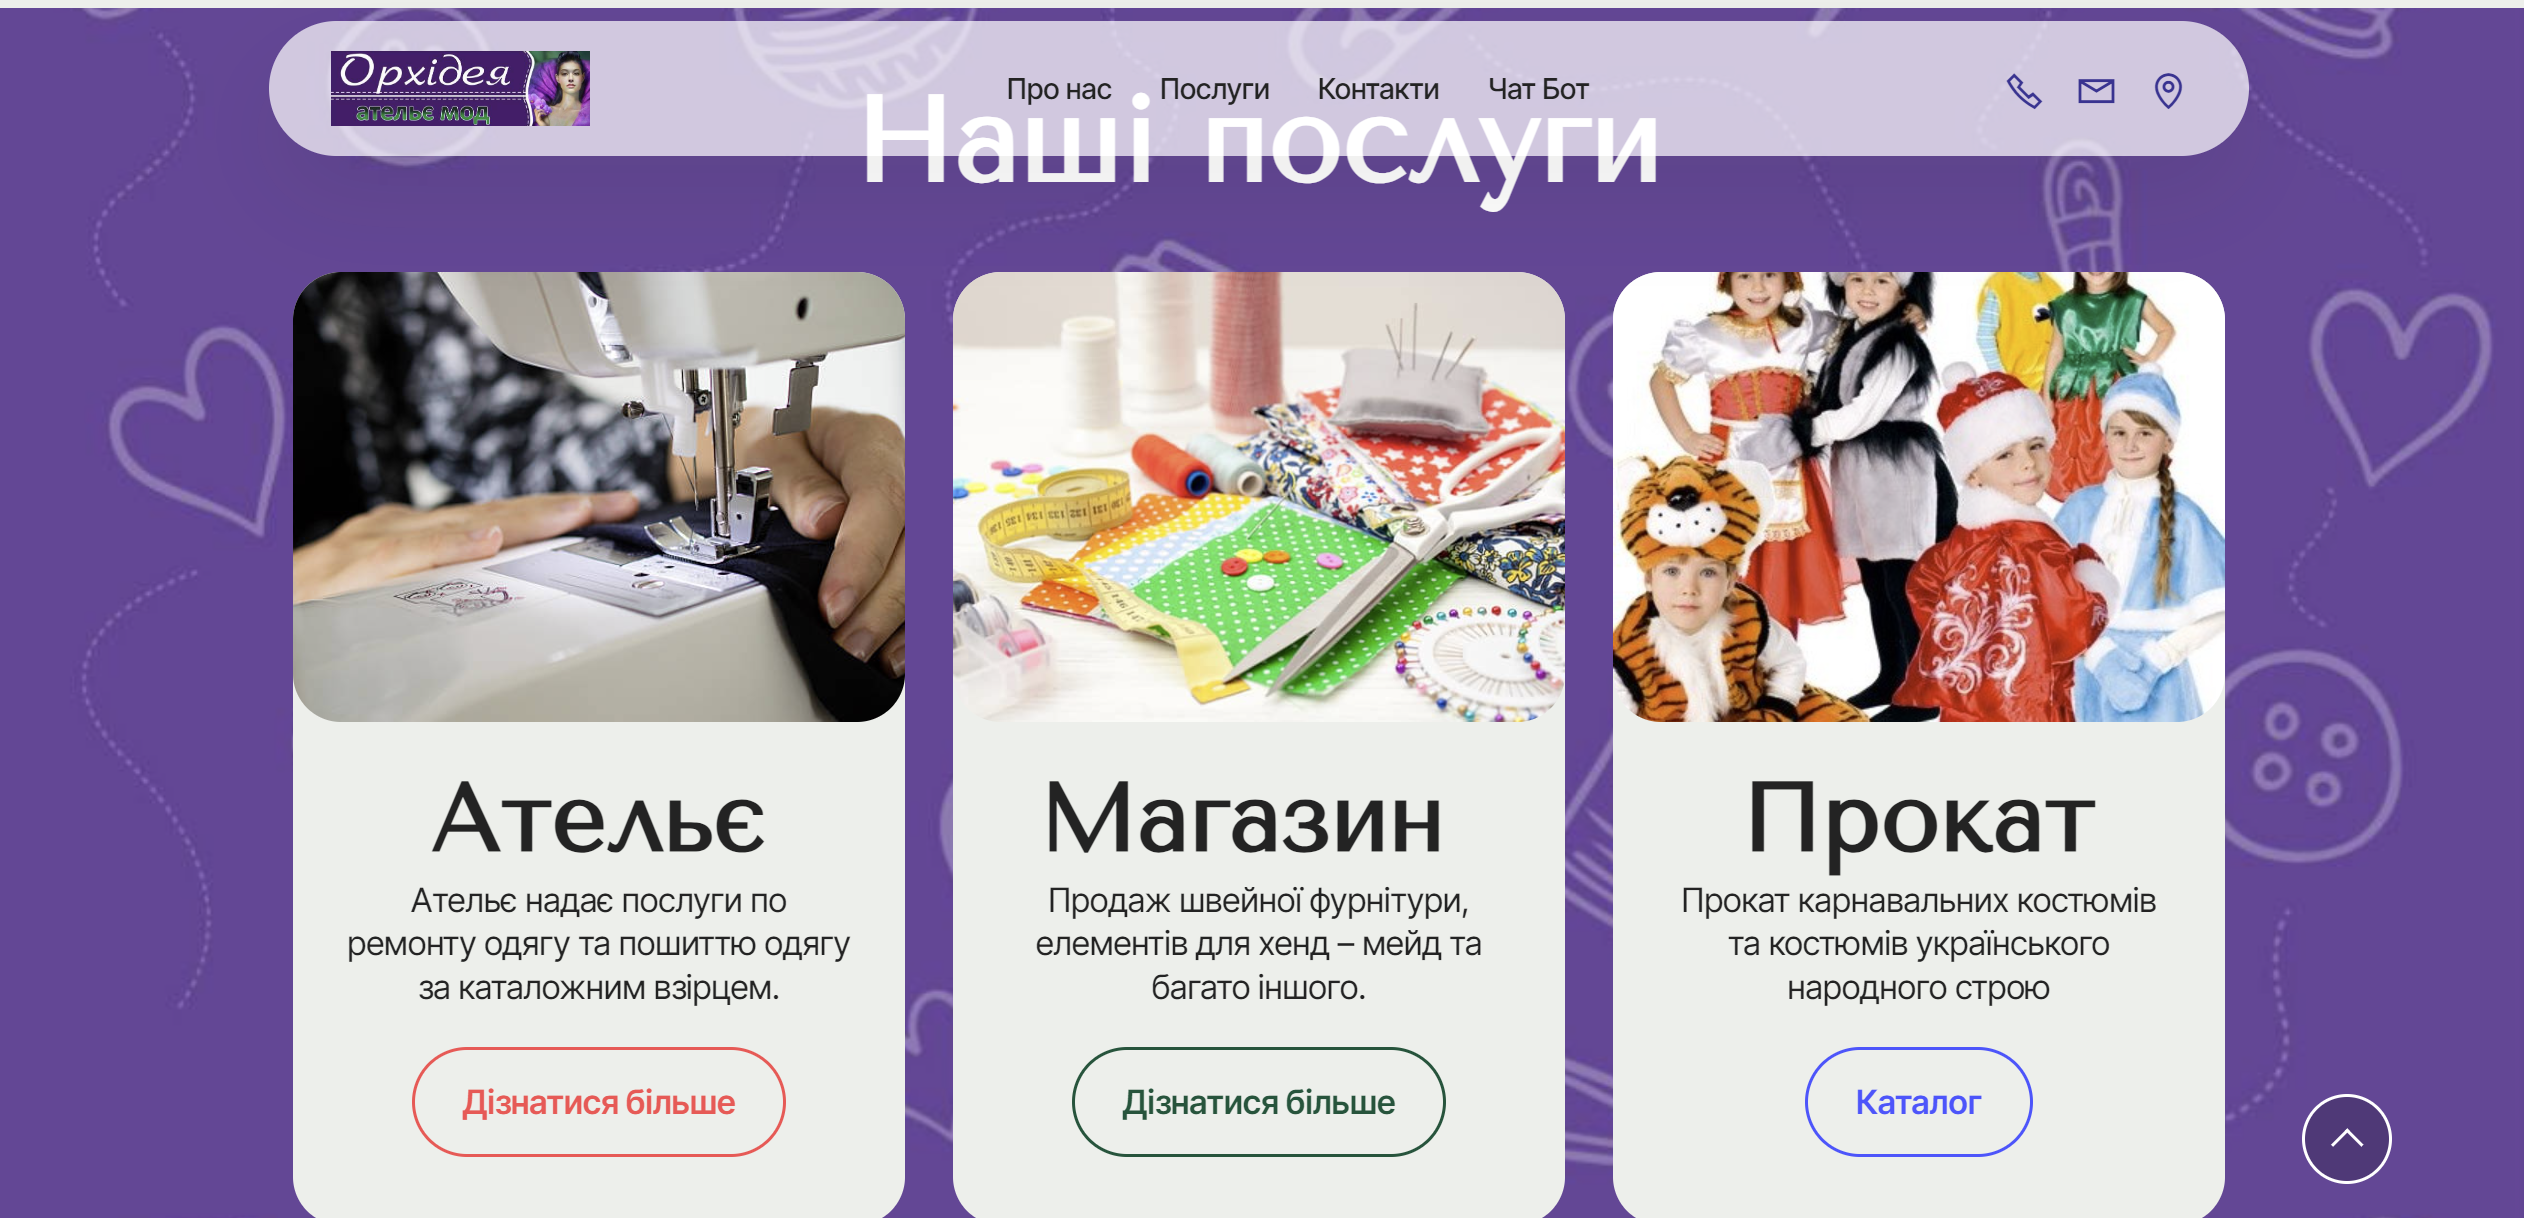 Орхідея
ательє мод
Про нас Послуги Контакти Чат Бот
Наші послуги
Ательє
Ательє надає послуги по
ремонту одягу та пошиттю одягу
за каталожним взірцем.
Дізнатися більше
Магазин
Продаж швейної фурнітури,
елементів для хенд – мейд та
багато іншого.
Дізнатися більше
Прокат
Прокат карнавальних костюмів
та костюмів українського
народного строю
Каталог